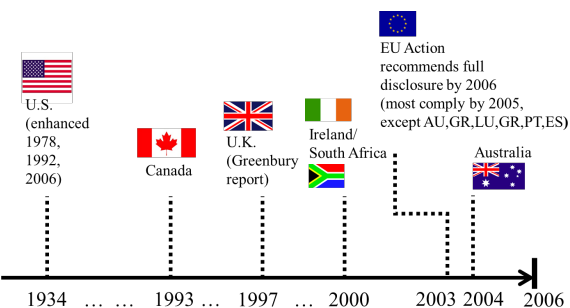 U.S.
(enhanced
1978,
1992,
2006)
Canada
U.K.
(Greenbury
report)
Ireland/
South Africa
EU Action
recommends full
disclosure by 2006
(most comply by 2005,
except AU,GR,LU,GR,PT,ES)
Australia
1934 ... ... 1993 ... 1997 ... 2000 2003 2004 2006